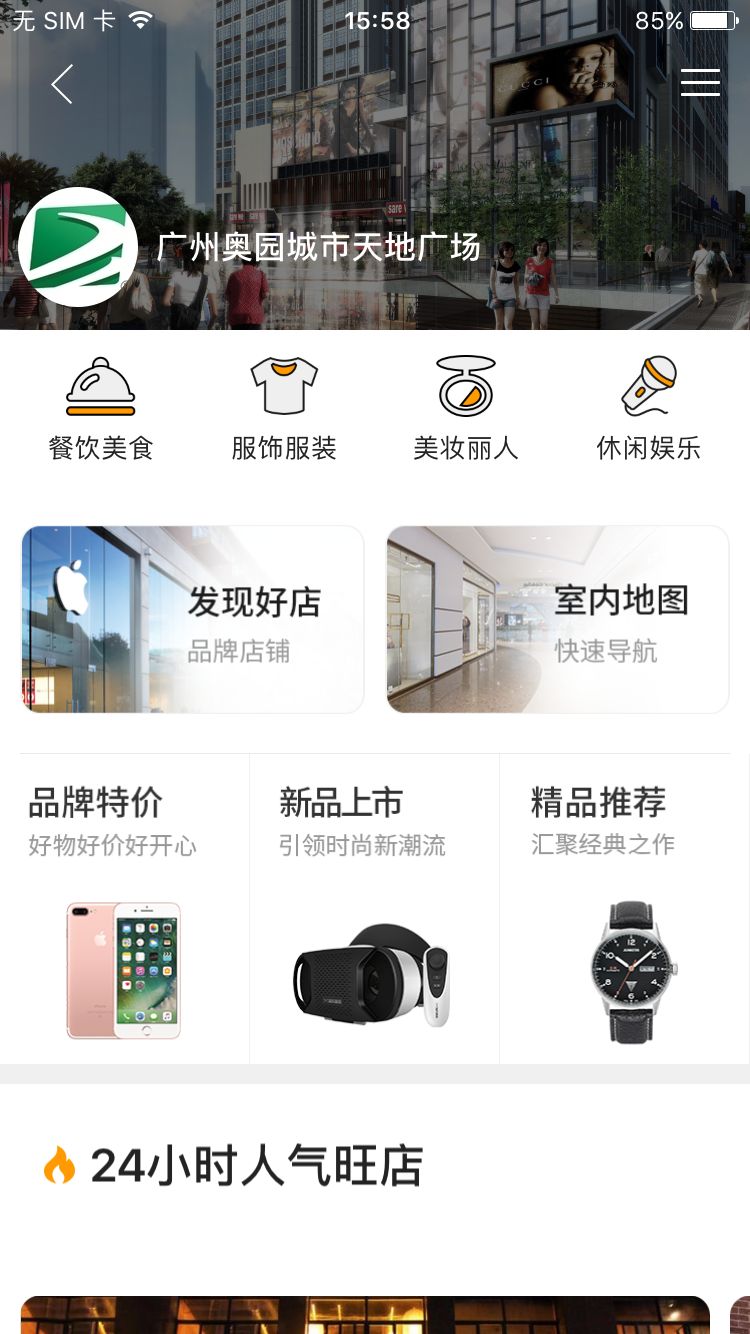 无 SIM 卡 15:58 85%
GUCCI
MOSCHINO
sare
广州奥园城市天地广场
餐饮美食 服饰服装 美妆丽人 休闲娱乐
发现好店 室内地图
品牌店铺 快速导航
品牌特价 新品上市 精品推荐
好物好价好开心 引领时尚新潮流 汇聚经典之作
24小时人气旺店